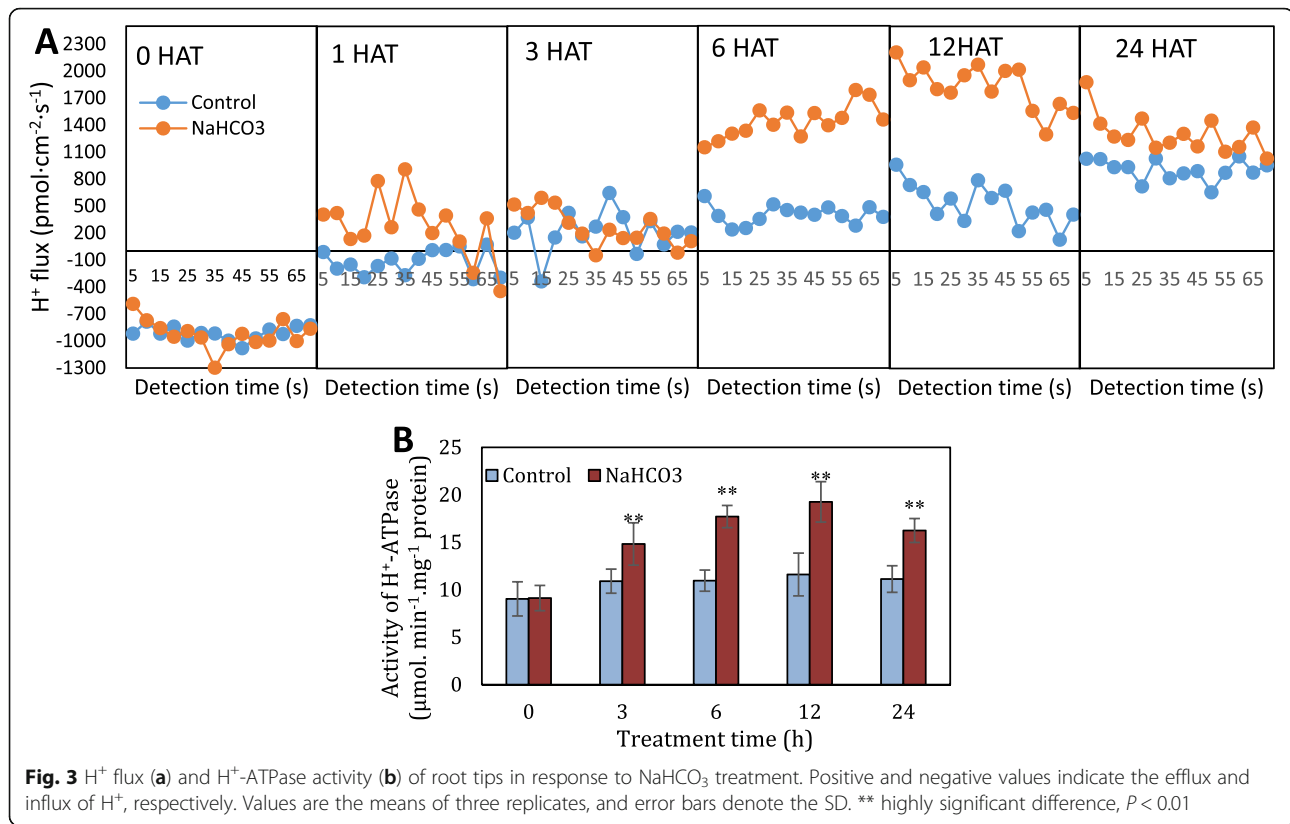 A
0 HAT
1 HAT
3 HAT
6 HAT
12HAT
24 HAT
2300
2000
1700
1400
1100
800
500
200
-100
-400
-700
-1000
-1300
H⁺ flux (pmol·cm⁻²·s⁻¹)
Control
NaHCO3
5 15 25 35 45 55 65
5 15 25 35 45 55 65
5 15 25 35 45 55 65
5 15 25 35 45 55 65
5 15 25 35 45 55 65
5 15 25 35 45 55 65
Detection time (s)
Detection time (s)
Detection time (s)
Detection time (s)
Detection time (s)
Detection time (s)
B
25
20
15
10
5
0
Activity of H⁺-ATPase
(μmol. min⁻¹.mg⁻¹ protein)
Control
NaHCO3
**
**
**
**
0 3 6 12 24
Treatment time (h)
Fig. 3 H⁺ flux (a) and H⁺-ATPase activity (b) of root tips in response to NaHCO₃ treatment. Positive and negative values indicate the efflux and
influx of H⁺, respectively. Values are the means of three replicates, and error bars denote the SD. ** highly significant difference, P < 0.01